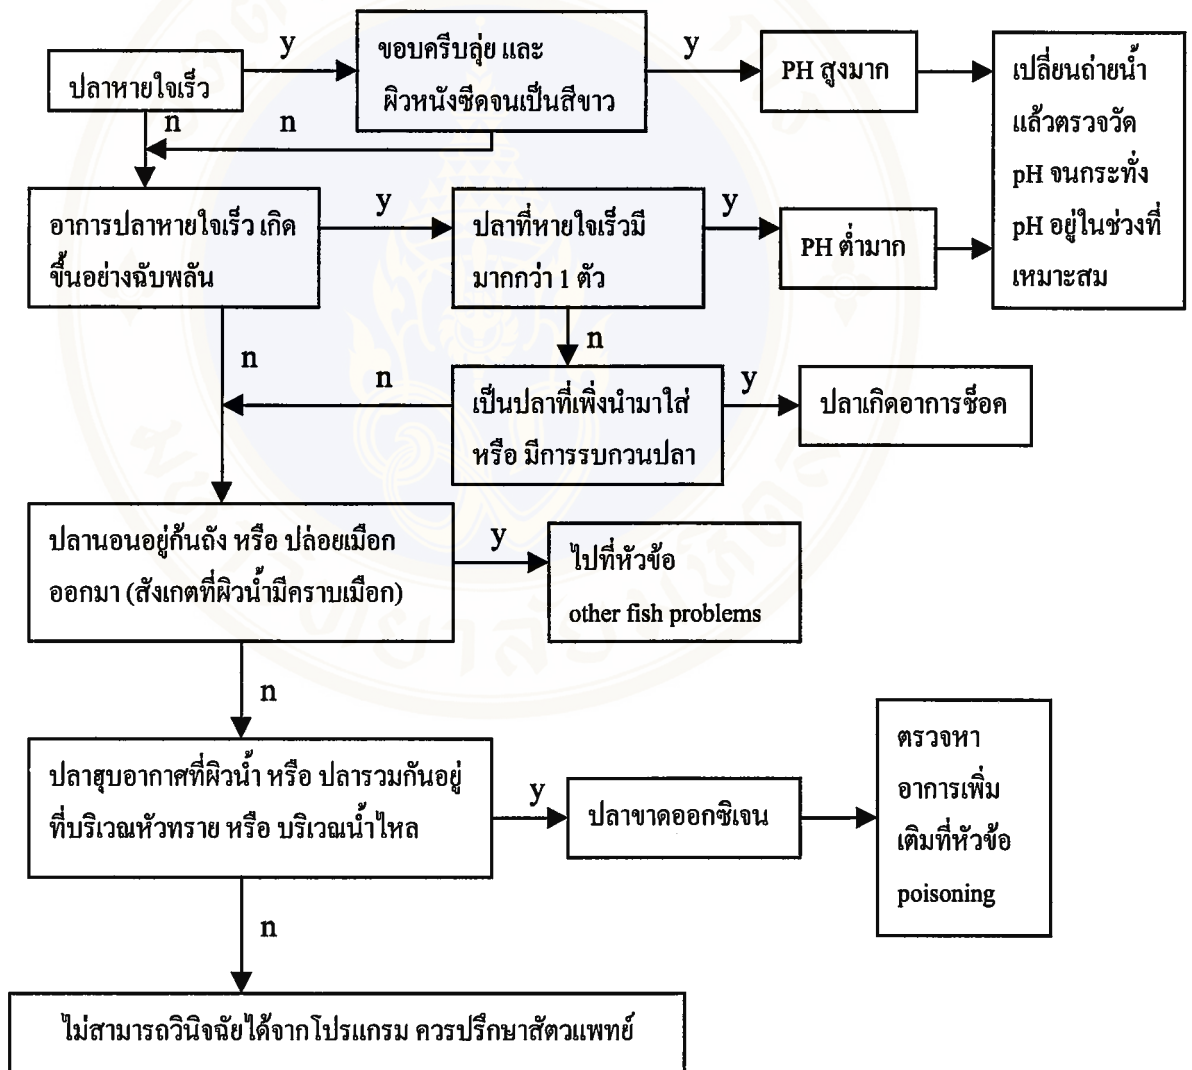 ปลาหายใจเร็ว
y
ขอบครีบลุ่ย และ
ผิวหนังซีดจนเป็นสีขาว
y
PH สูงมาก
เปลี่ยนถ่ายน้ำ
แล้วตรวจวัด
pH จนกระทั่ง
pH อยู่ในช่วงที่
เหมาะสม
n
n
อาการปลาหายใจเร็ว เกิด
ขึ้นอย่างฉับพลัน
y
ปลาที่หายใจเร็วมี
มากกว่า 1 ตัว
y
PH ต่ำมาก
n
n
n
เป็นปลาที่เพิ่งนำมาใส่
หรือ มีการรบกวนปลา
y
ปลาเกิดอาการช็อค
ปลานอนอยู่ก้นถัง หรือ ปล่อยเมือก
ออกมา (สังเกตที่ผิวน้ำมีคราบเมือก)
y
ไปที่หัวข้อ
other fish problems
n
ปลาฮุบอากาศที่ผิวน้ำ หรือ ปลารวมกันอยู่
ที่บริเวณหัวทราย หรือ บริเวณน้ำไหล
y
ปลาขาดออกซิเจน
ตรวจหา
อาการเพิ่ม
เติมที่หัวข้อ
poisoning
n
ไม่สามารถวินิจฉัยได้จากโปรแกรม ควรปรึกษาสัตวแพทย์